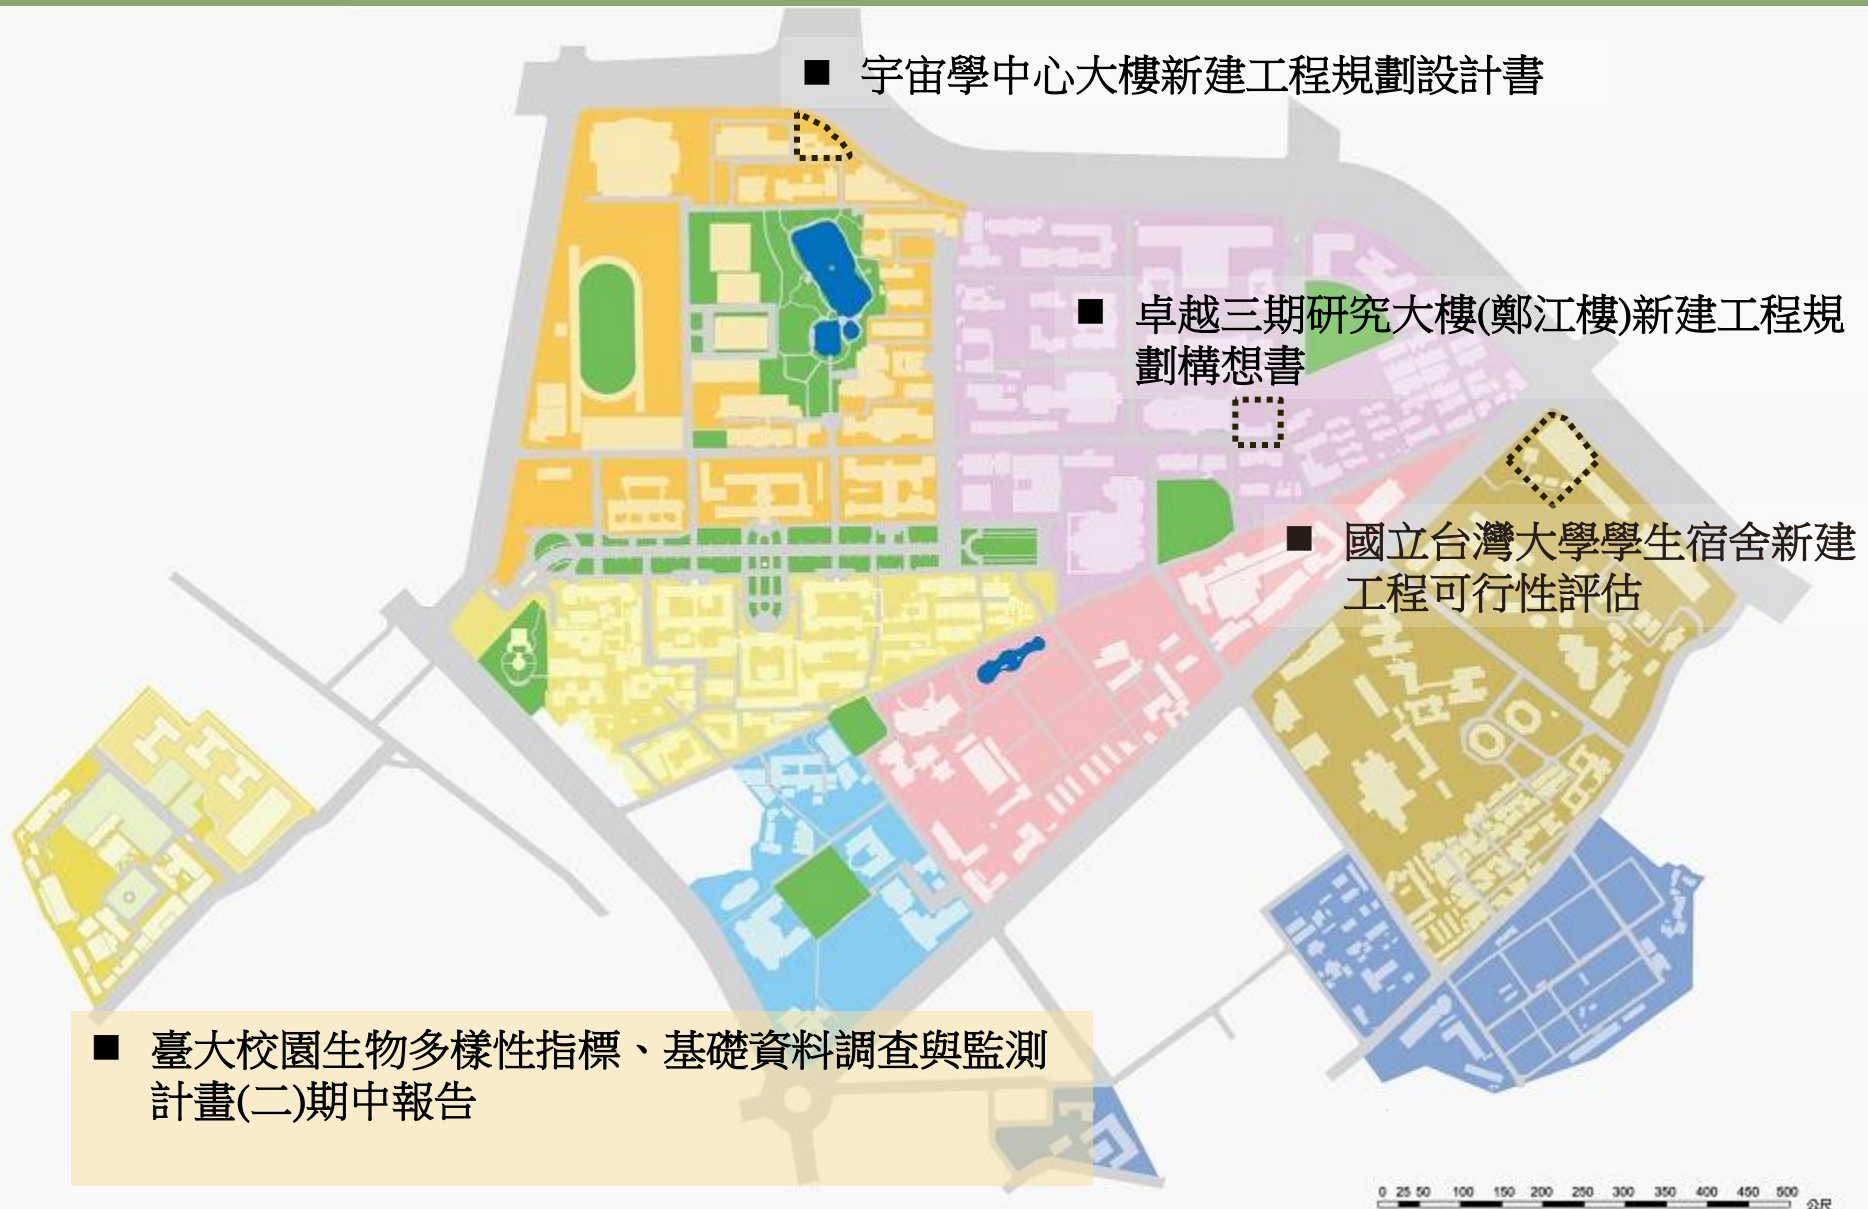 ■ 宇宙學中心大樓新建工程規劃設計書
■ 卓越三期研究大樓(鄭江樓)新建工程規
劃構想書
■ 國立台灣大學學生宿舍新建
工程可行性評估
■ 臺大校園生物多樣性指標、基礎資料調查與監測
計畫(二)期中報告
0 25 50 100 150 200 250 300 350 400 450 500
公尺